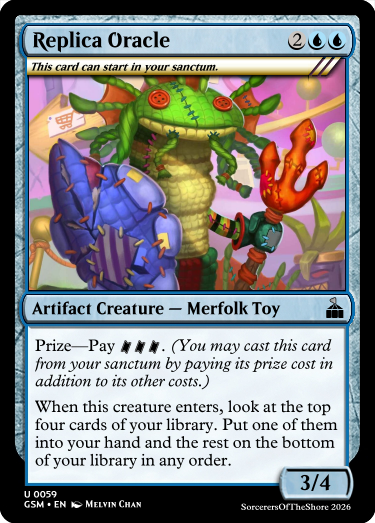 Replica Oracle 2
This card can start in your sanctum.
Artifact Creature — Merfolk Toy
Prize—Pay . (You may cast this card
from your sanctum by paying its prize cost in
addition to its other costs.)
When this creature enters, look at the top
four cards of your library. Put one of them
into your hand and the rest on the bottom
of your library in any order.
3/4
U 0059
GSM • EN Melvin Chan
SorcerersOfTheShore 2026